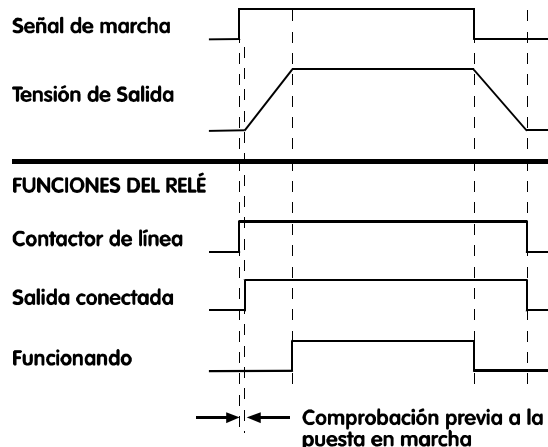 Señal de marcha
Tensión de Salida
FUNCIONES DEL RELÉ
Contactor de línea
Salida conectada
Funcionando
Comprobación previa a la
puesta en marcha